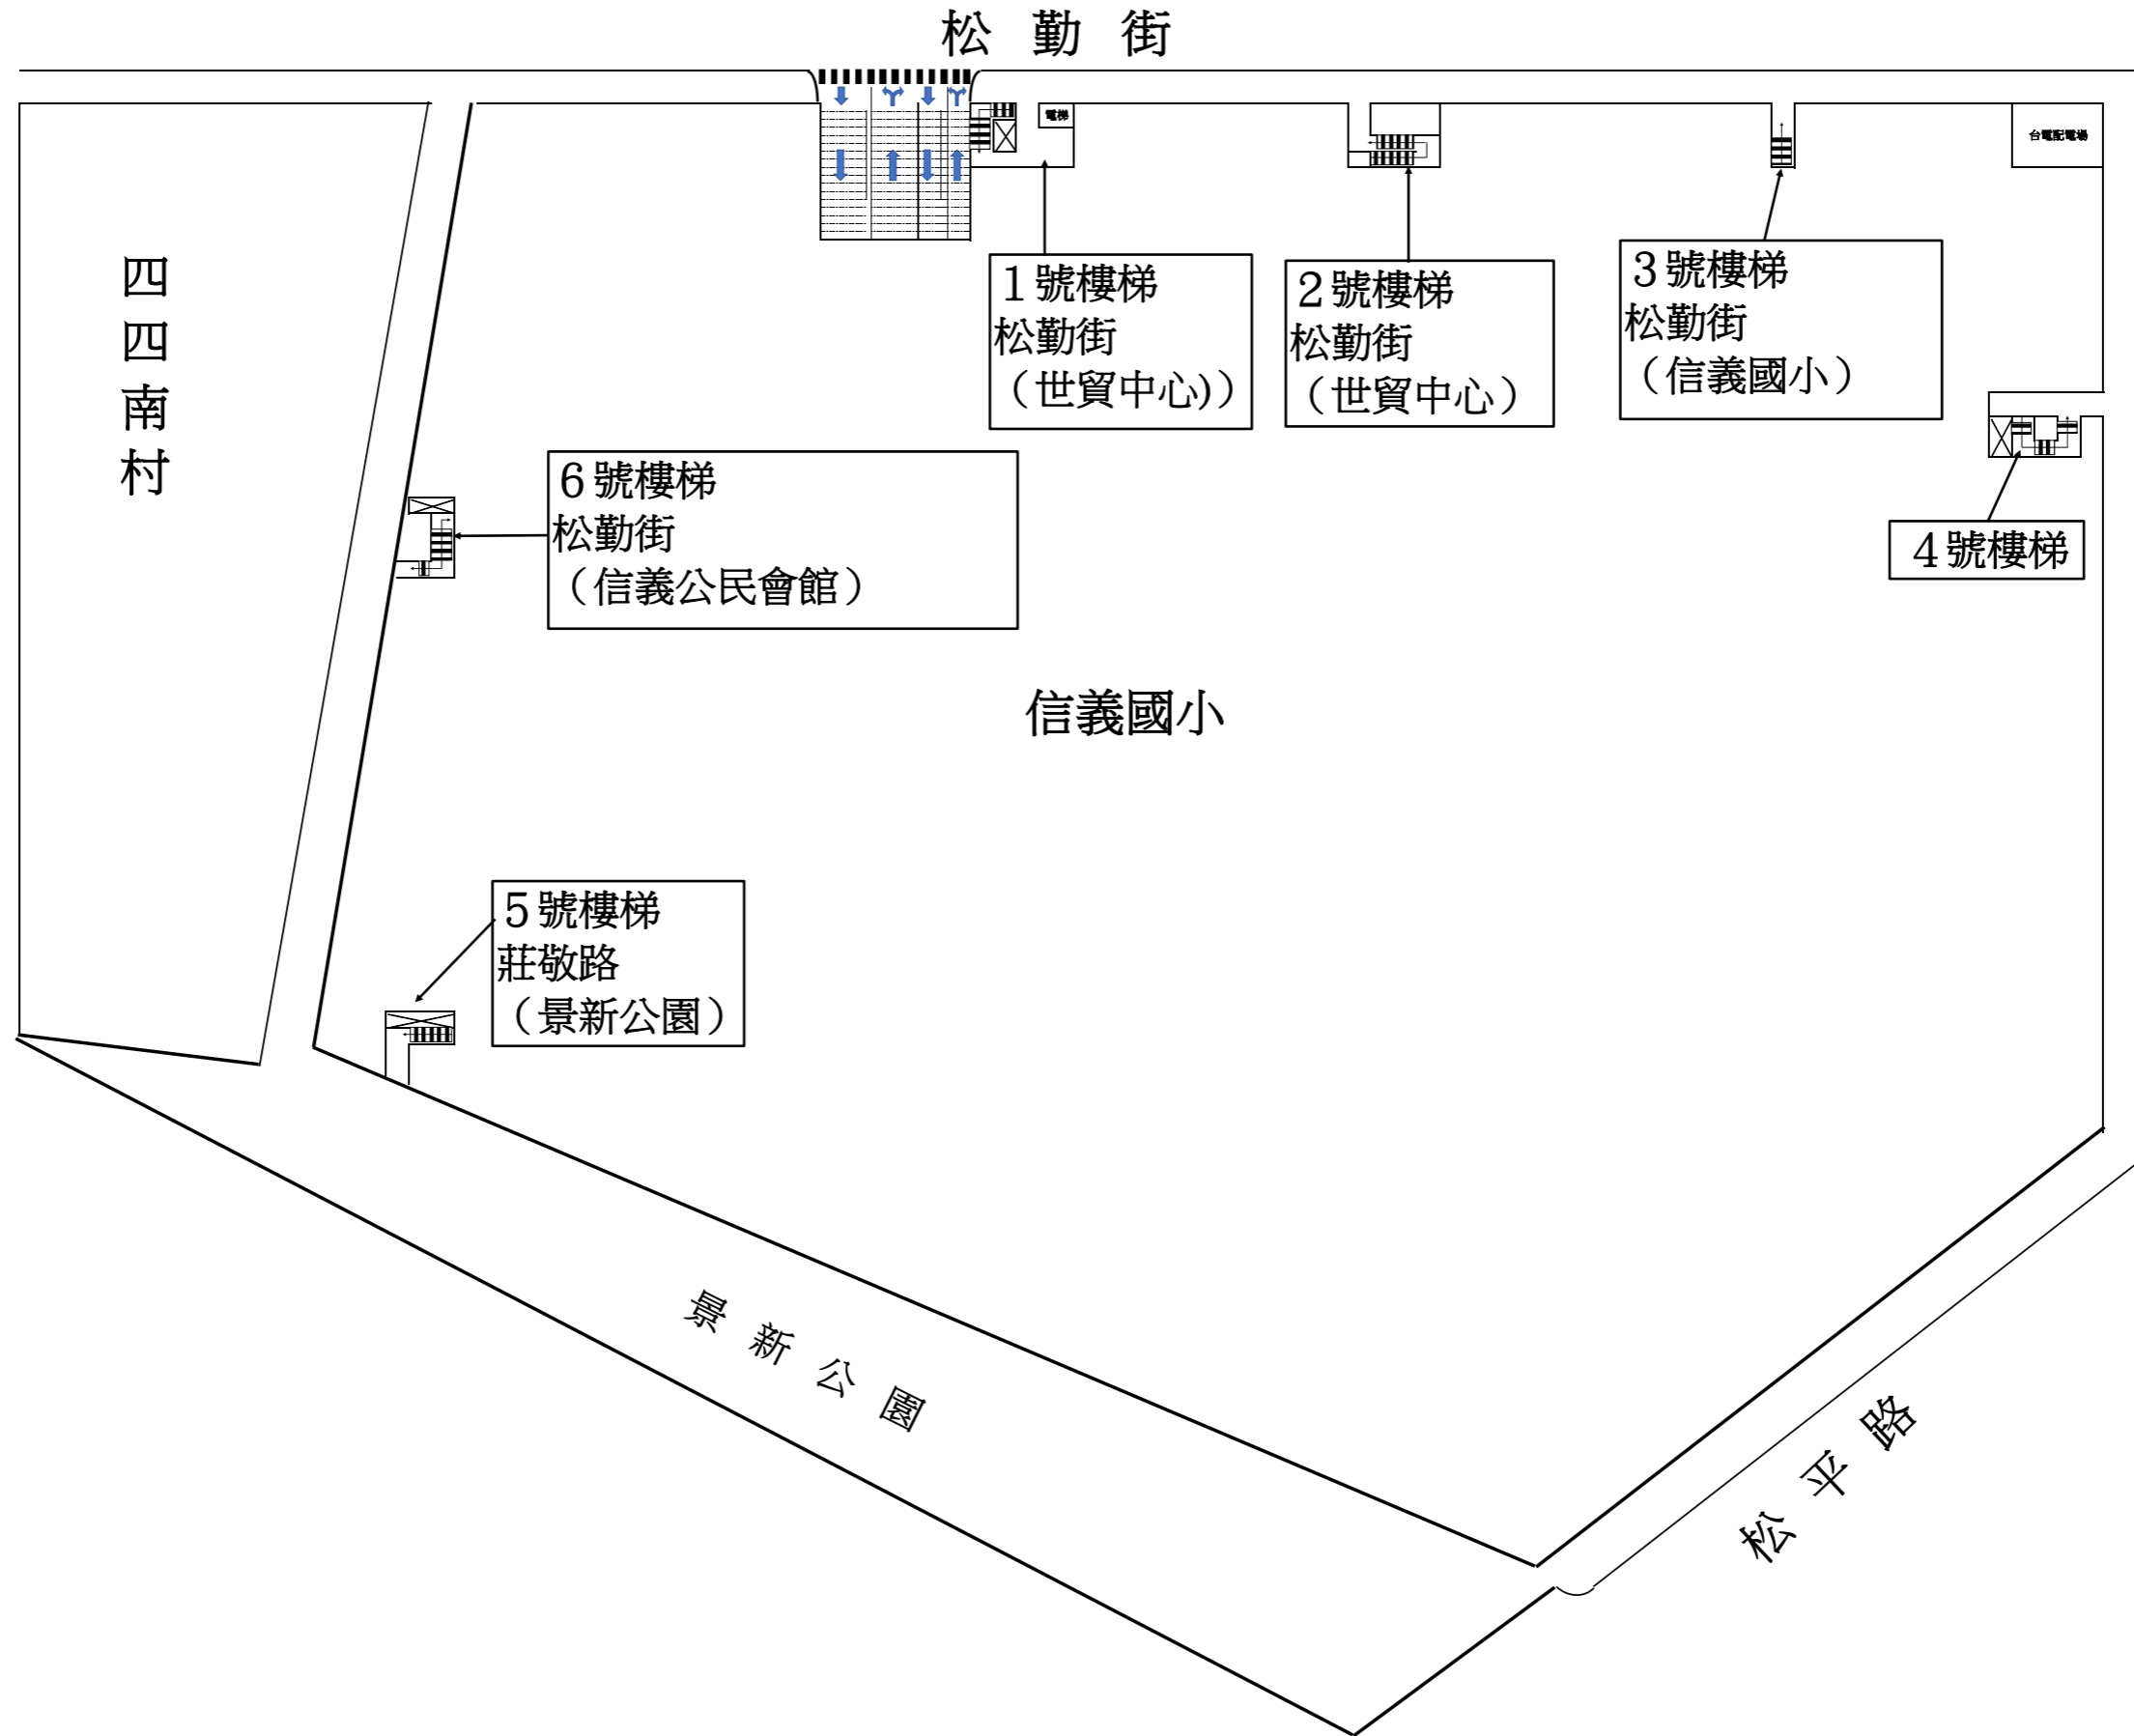 松勤街
電梯
台電配電場
四四南村
1號樓梯
松勤街
（世貿中心)）
2號樓梯
松勤街
（世貿中心）
3號樓梯
松勤街
（信義國小）
6號樓梯
松勤街
（信義公民會館）
4號樓梯
信義國小
5號樓梯
莊敬路
（景新公園）
景新公園
松平路